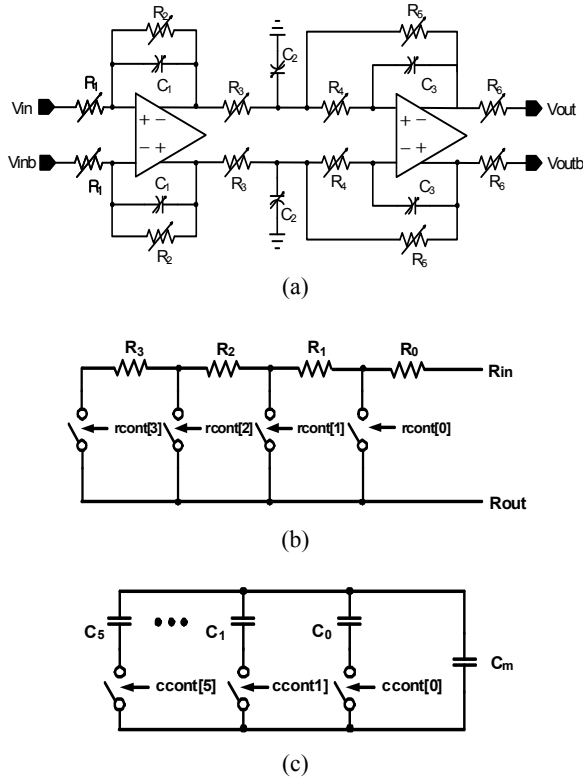 R2
R5
C2
C1
C3
Vin
R1
R3
R4
R6
Vout
+ −
+ −
− +
− +
Vinb
R1
R3
R4
R6
Voutb
C1
C3
C2
R2
R5
(a)
R3
R2
R1
R0
Rin
rcont[3]
rcont[2]
rcont[1]
rcont[0]
Rout
(b)
C5
•••
C1
C0
Cm
ccont[5]
ccont1]
ccont[0]
(c)